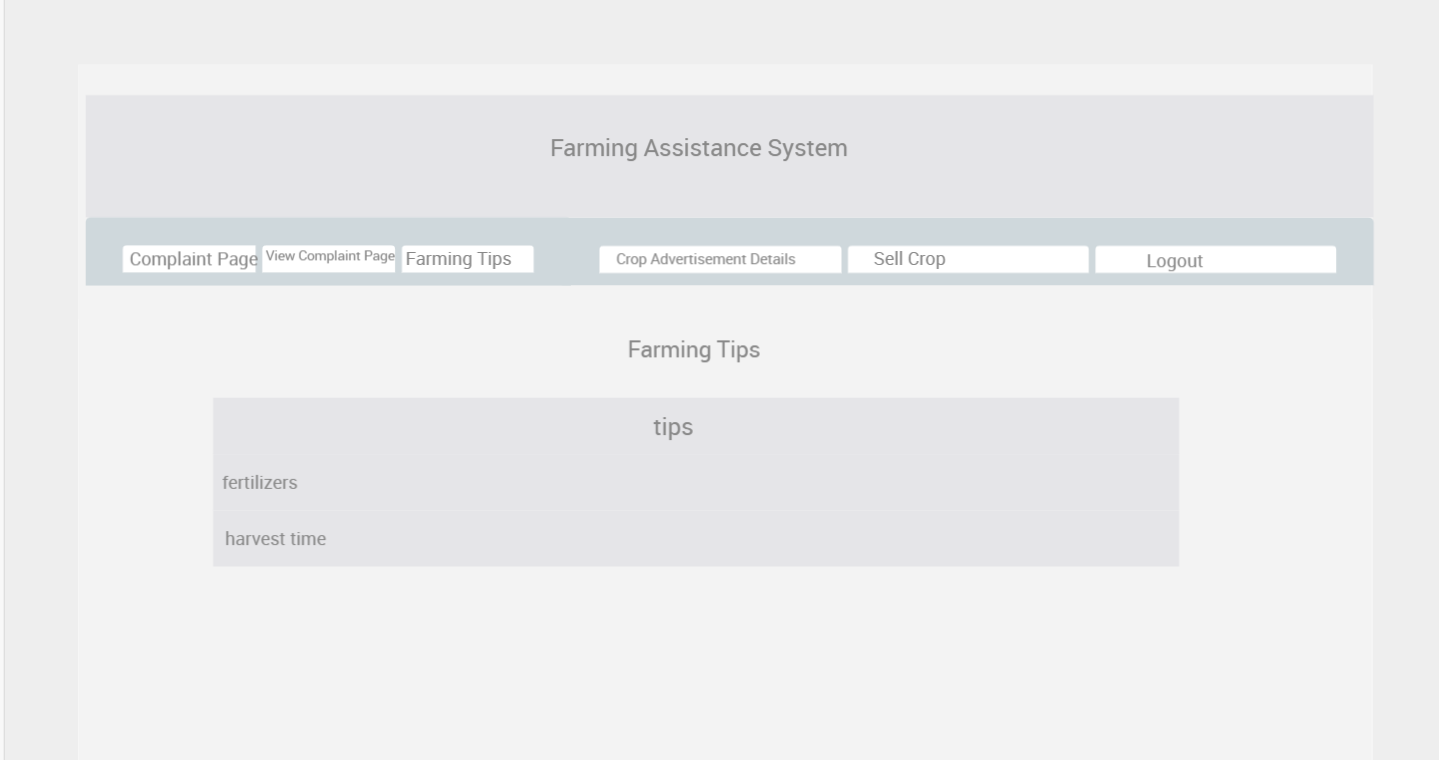 Farming Assistance System
Complaint Page View Complaint Page Farming Tips Crop Advertisement Details Sell Crop Logout
Farming Tips
tips
fertilizers
harvest time